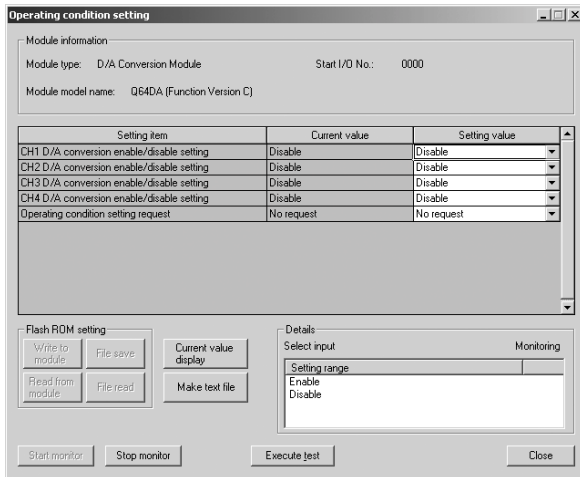 Operating condition setting
Module information
Module type: D/A Conversion Module Start I/O No.: 0000
Module model name: Q64DA (Function Version C)
Setting item Current value Setting value
CH1 D/A conversion enable/disable setting Disable Disable
CH2 D/A conversion enable/disable setting Disable Disable
CH3 D/A conversion enable/disable setting Disable Disable
CH4 D/A conversion enable/disable setting Disable Disable
Operating condition setting request No request No request
Flash ROM setting
Write to module
File save
Current value display
Read from module
File read
Make text file
Details
Select input Monitoring
Setting range
Enable
Disable
Start monitor Stop monitor Execute test Close